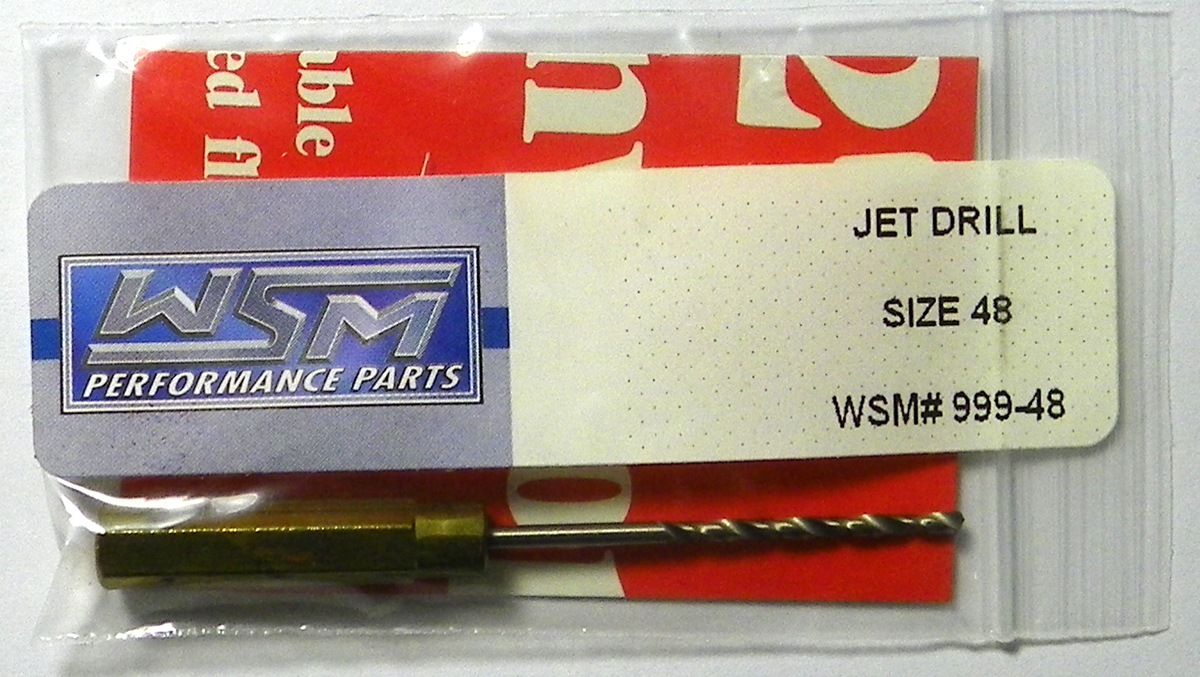 WSM
PERFORMANCE PARTS
JET DRILL
SIZE 48
WSM# 999-48